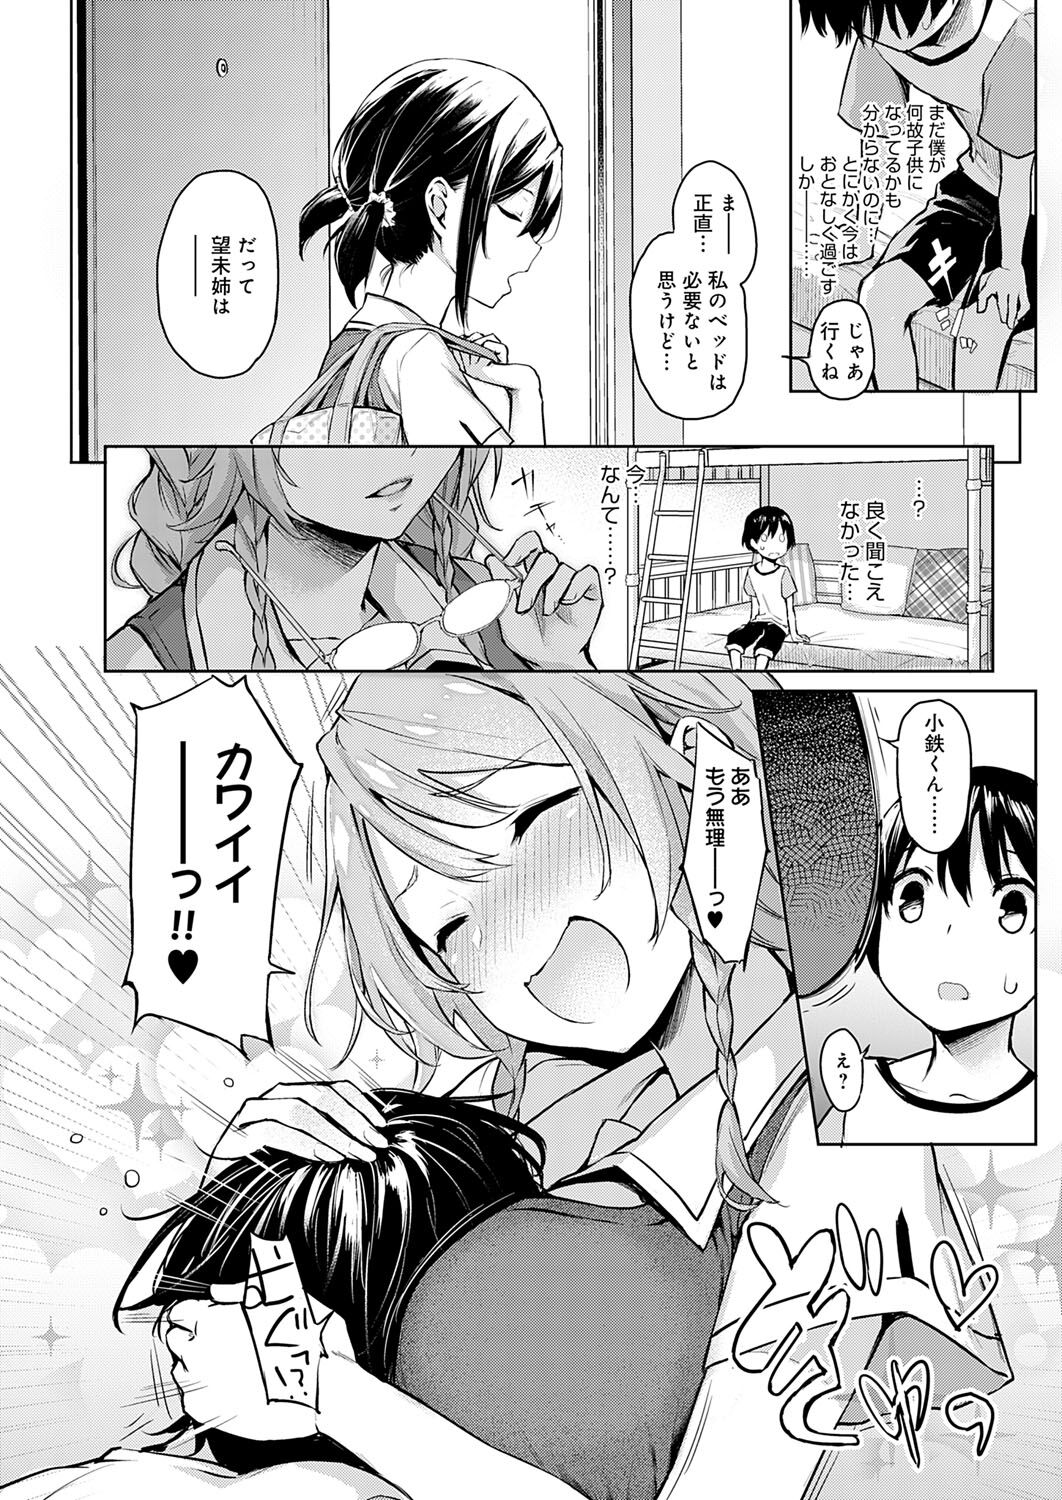 まだ僕が
何故子供に
なってるかも
分からないのに…
とにかく今は
おとなしく過ごす
しか―――………
じゃあ
行くね
まー―
正直…
私のベッドは
必要ないと
思うけど…
だって
望未姉は
――
…?
良く聞こえ
なかった…
今…
なんて……?
小鉄くん……
え?
ああ
もう無理――っ♥
カワイイ
――っ!!♥
ぎゅっ